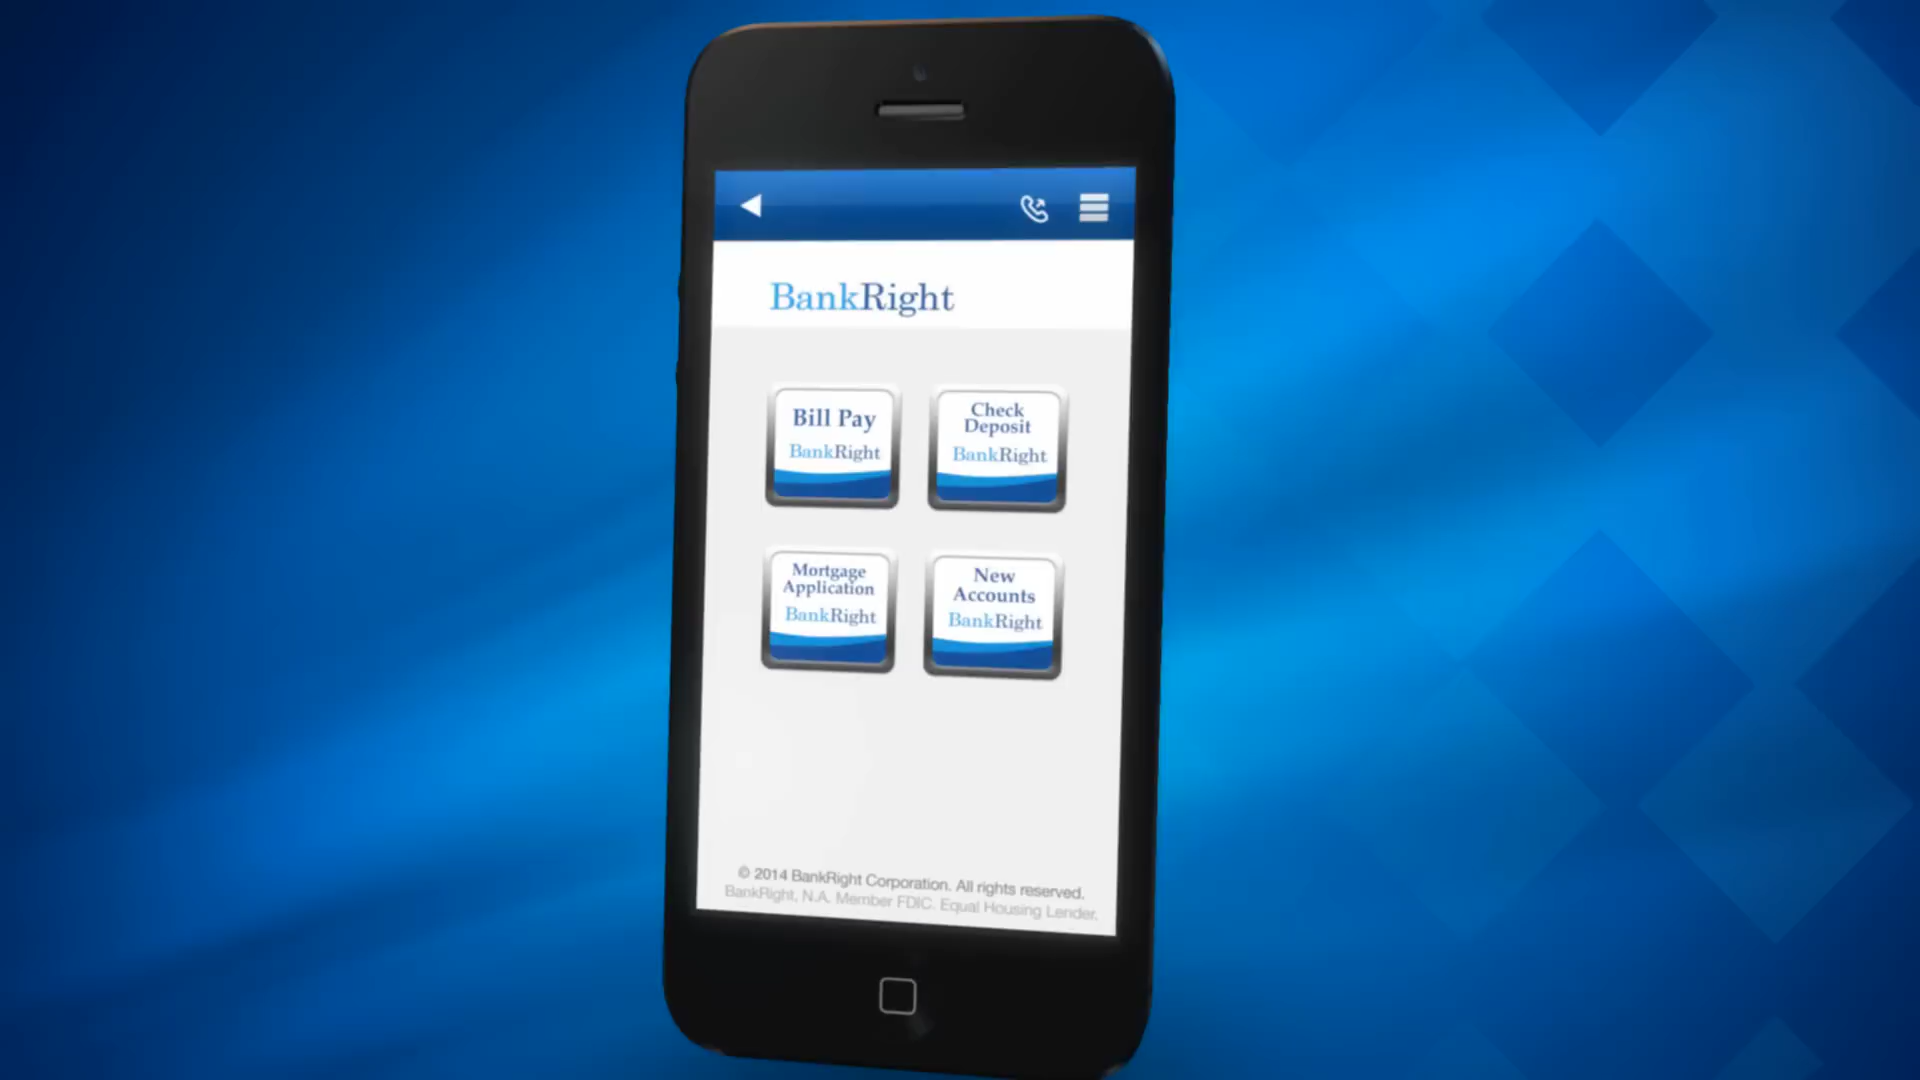 BankRight
Bill Pay
BankRight
Check
Deposit
BankRight
Mortgage
Application
BankRight
New
Accounts
BankRight
© 2014 BankRight Corporation. All rights reserved.
BankRight, N.A. Member FDIC. Equal Housing Lender.